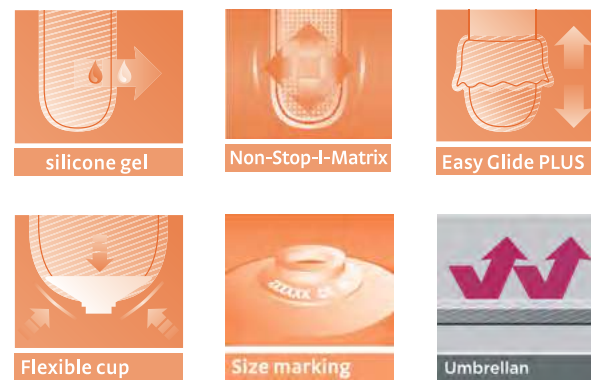 silicone gel
Non-Stop-I-Matrix
Easy Glide PLUS
Flexible cup
Size marking
Umbrellan